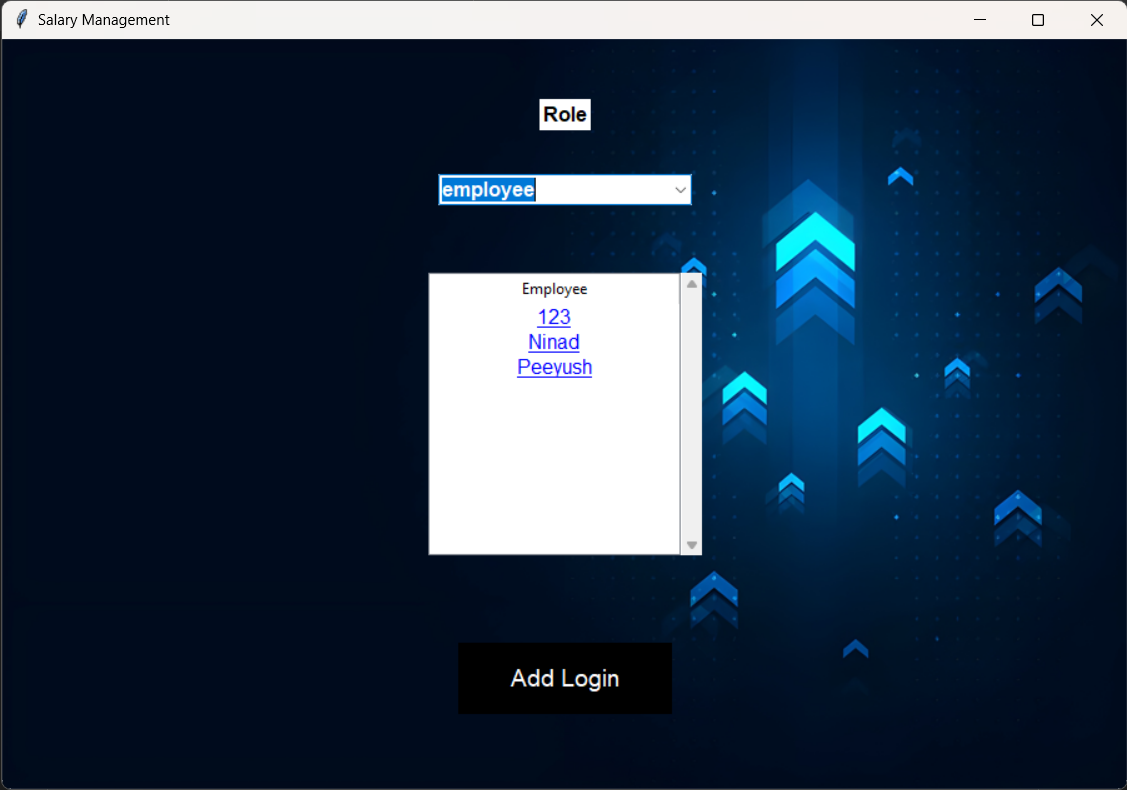 Salary Management
Role
employee
Employee
123
Ninad
Peeyush
Add Login